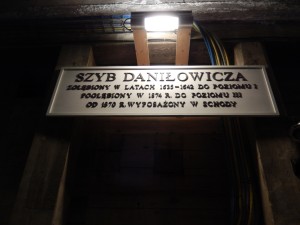 SZYB DANIŁOWICZA
ZGŁĘBIONY W LATACH 1635-1642 DO POZIOMU I
POGŁĘBIONY W 1874 R. DO POZIOMU III
OD 1870 R. WYPOSAŻONY W SCHODY